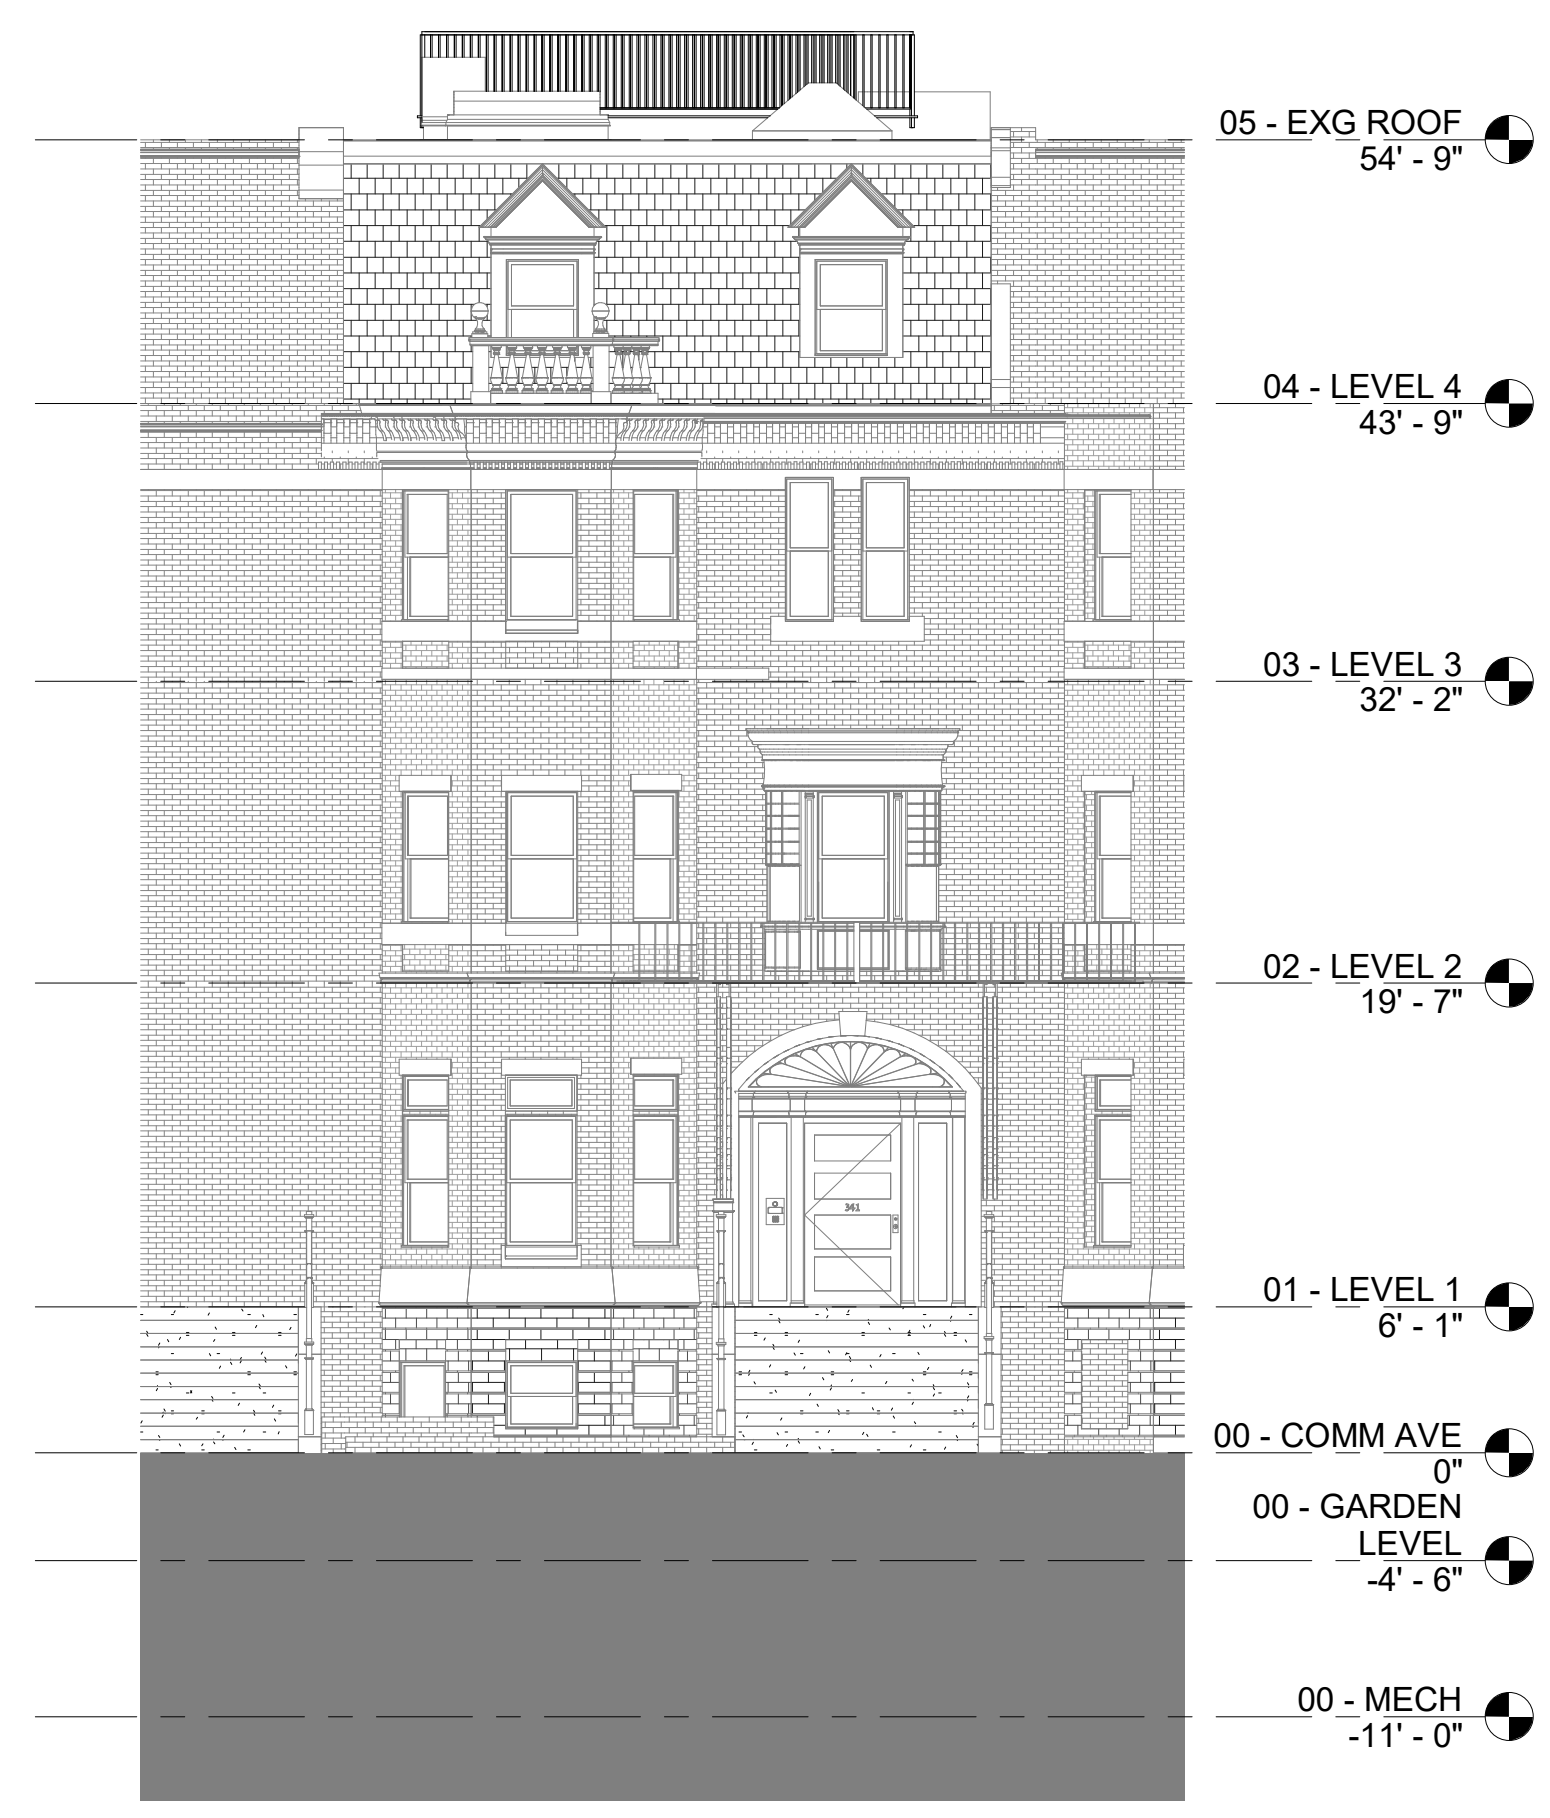 05 - EXG ROOF
54' - 9"
04 - LEVEL 4
43' - 9"
03 - LEVEL 3
32' - 2"
02 - LEVEL 2
19' - 7"
341
01 - LEVEL 1
6' - 1"
00 - COMM AVE
0"
00 - GARDEN
LEVEL
-4' - 6"
00 - MECH
-11' - 0"